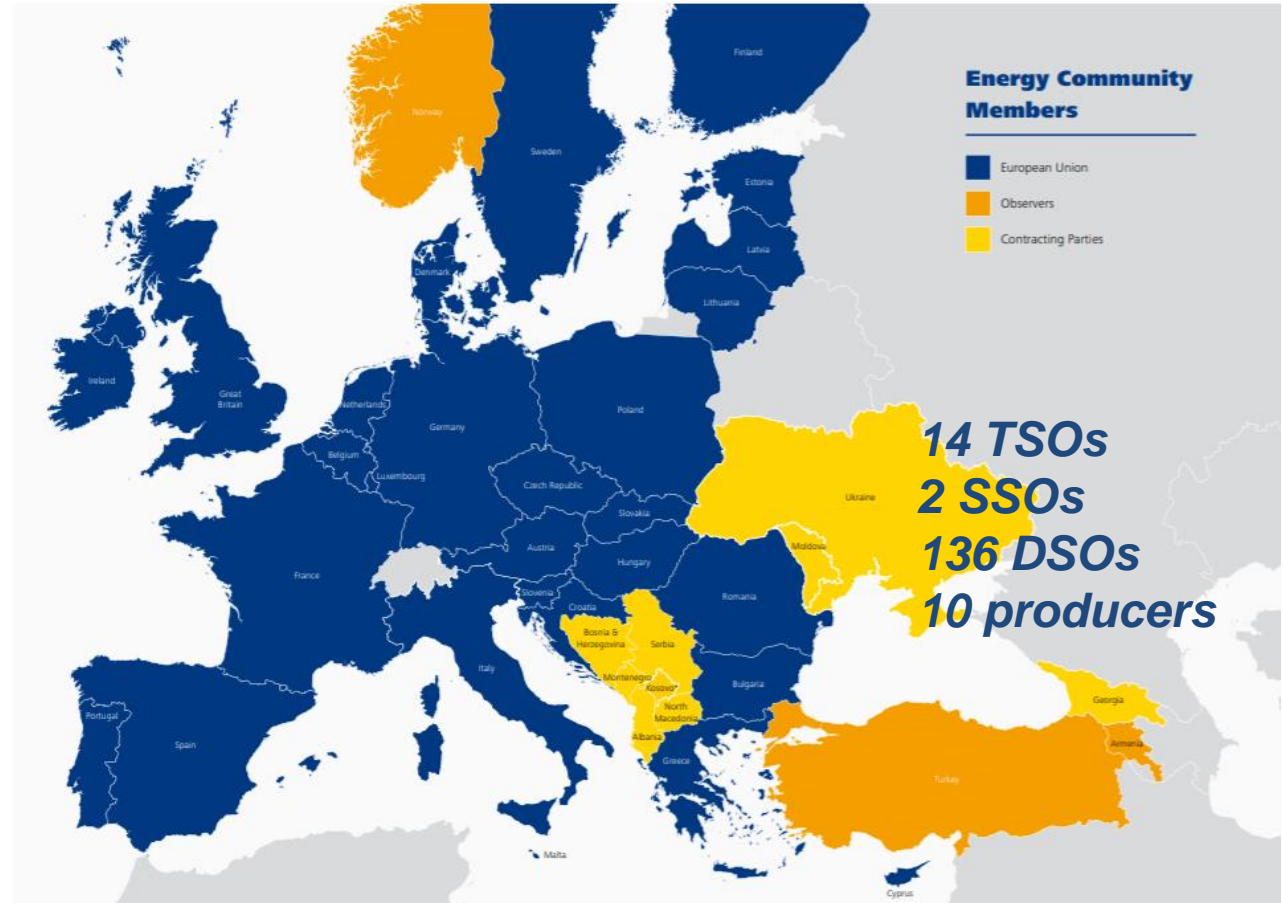 Finland
Energy Community
Members
Norway
Sweden
European Union
Estonia
Observers
Latvia
Contracting Parties
Denmark
Lithuania
Ireland
Great
Britain
Netherlands
Poland
Germany
14 TSOs
Belgium
Luxembourg
Czech Republic
Ukraine
2 SSOs
Slovakia
Austria
Moldova
136 DSOs
Hungary
France
Slovenia
Romania
10 producers
Croatia
Bosnia &
Herzegovina
Serbia
Italy
Montenegro
Kosovo*
Bulgaria
Georgia
North
Macedonia
Portugal
Albania
Spain
Armenia
Greece
Turkey
Malta
Cyprus